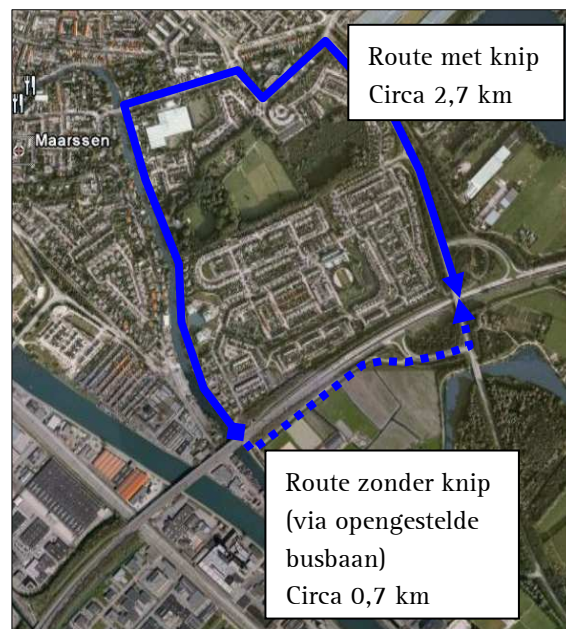 Route met knip
Circa 2,7 km
Maarssen
Route zonder knip
(via opengestelde
busbaan)
Circa 0,7 km